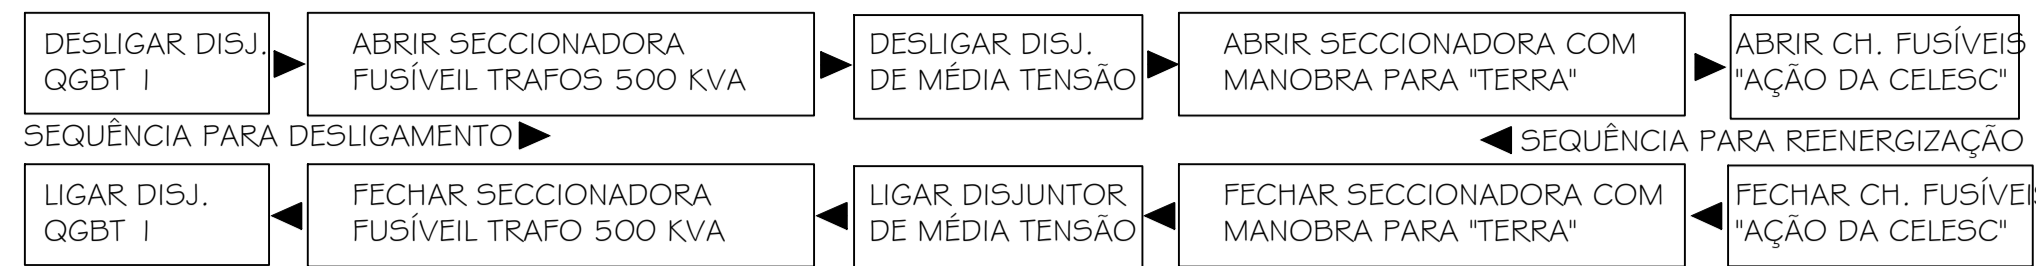 DESLIGAR DISJ.
QGBT 1
ABRIR SECCIONADORA
FUSÍVEIL TRAFOS 500 KVA
DESLIGAR DISJ.
DE MÉDIA TENSÃO
ABRIR SECCIONADORA COM
MANOBRA PARA "TERRA"
ABRIR CH. FUSÍVEIS
"AÇÃO DA CELESC"
SEQUÊNCIA PARA DESLIGAMENTO
SEQUÊNCIA PARA REENERGIZAÇÃO
LIGAR DISJ.
QGBT 1
FECHAR SECCIONADORA
FUSÍVEIL TRAFO 500 KVA
LIGAR DISJUNTOR
DE MÉDIA TENSÃO
FECHAR SECCIONADORA COM
MANOBRA PARA "TERRA"
FECHAR CH. FUSÍVEIS
"AÇÃO DA CELESC"